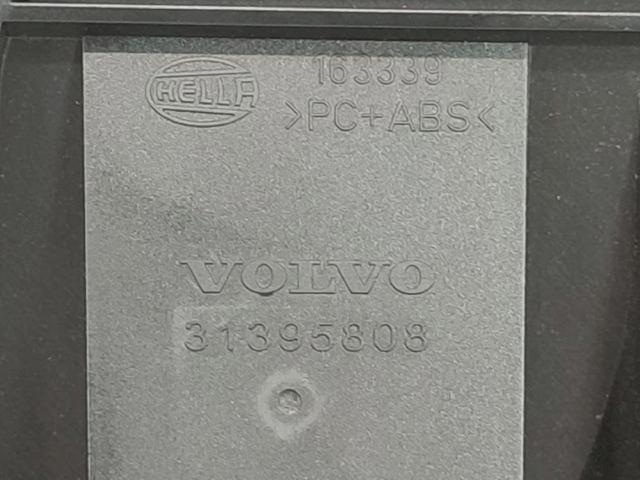 HELLA
163339
>PC+ABS<
VOLVO
31395808